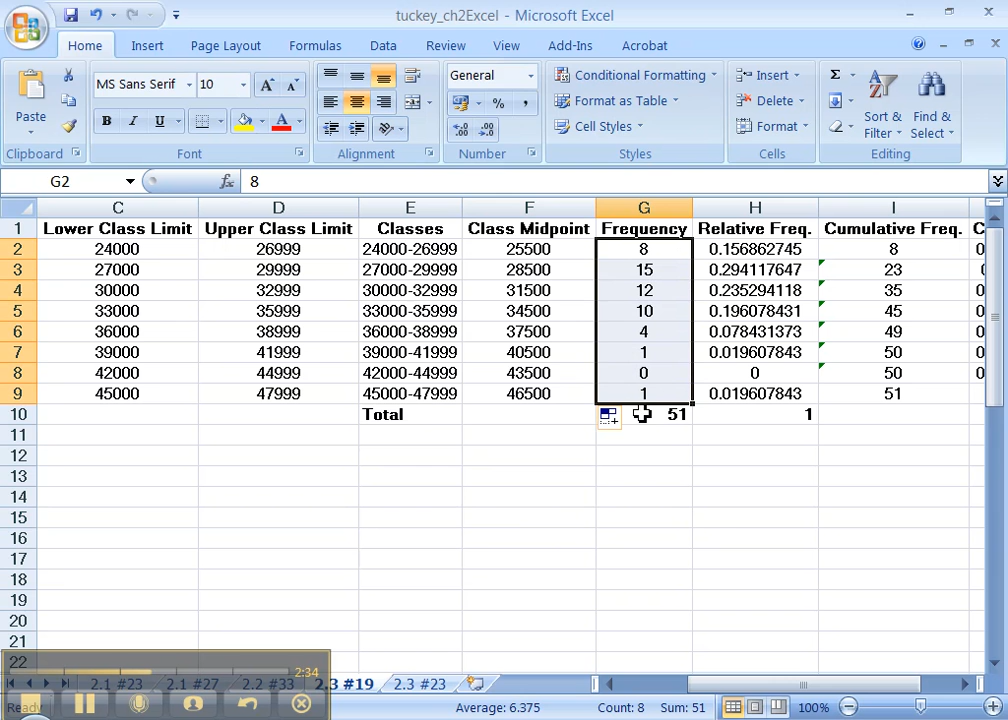 tuckey_ch2Excel - Microsoft Excel
Home Insert Page Layout Formulas Data Review View Add-Ins Acrobat
Paste
MS Sans Serif 10
B I U
General
Conditional Formatting
Format as Table
Cell Styles
Insert
Delete
Format
Sort & Filter
Find & Select
Clipboard Font Alignment Number Styles Cells Editing
G2 fx 8
C D E F G H I
1 Lower Class Limit Upper Class Limit Classes Class Midpoint Frequency Relative Freq. Cumulative Freq. C
2 24000 26999 24000-26999 25500 8 0.156862745 8 0
3 27000 29999 27000-29999 28500 15 0.294117647 23 0
4 30000 32999 30000-32999 31500 12 0.235294118 35 0
5 33000 35999 33000-35999 34500 10 0.196078431 45 0
6 36000 38999 36000-38999 37500 4 0.078431373 49 0
7 39000 41999 39000-41999 40500 1 0.019607843 50 0
8 42000 44999 42000-44999 43500 0 0 50 0
9 45000 47999 45000-47999 46500 1 0.019607843 51
10 Total 51 1
11
12
13
14
15
16
17
18
19
20
21
22
2:34
2.1 #23 2.1 #27 2.2 #33 2.3 #19 2.3 #23
Ready Average: 6.375 Count: 8 Sum: 51 100%